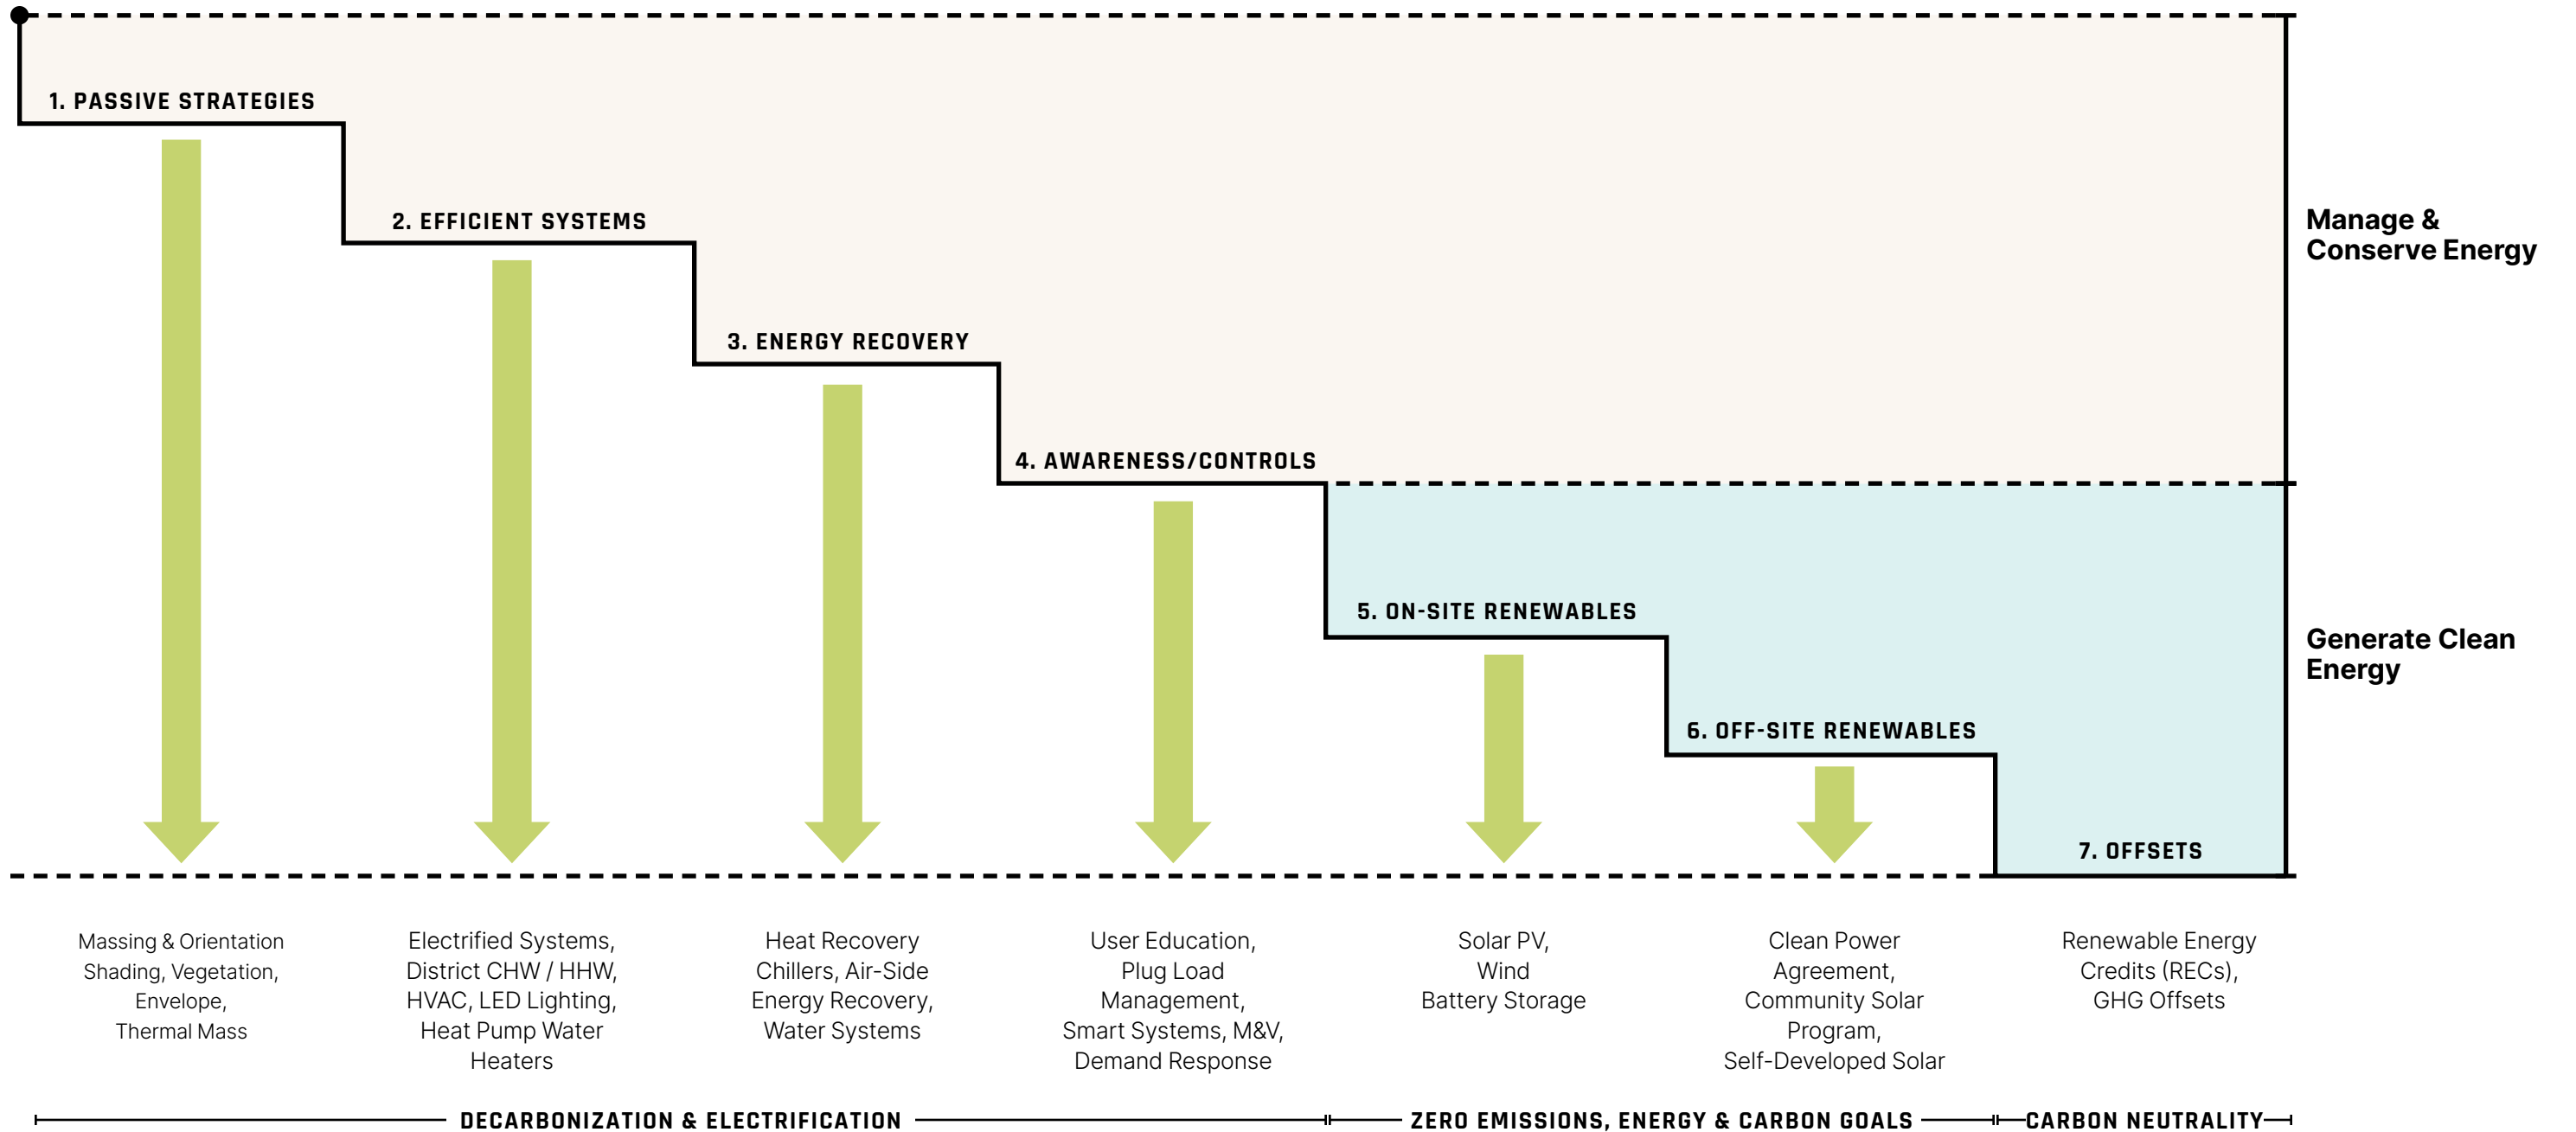 1. PASSIVE STRATEGIES
2. EFFICIENT SYSTEMS
3. ENERGY RECOVERY
4. AWARENESS/CONTROLS
5. ON-SITE RENEWABLES
6. OFF-SITE RENEWABLES
7. OFFSETS
Manage &
Conserve Energy
Generate Clean
Energy
Massing & Orientation
Shading, Vegetation,
Envelope,
Thermal Mass
Electrified Systems,
District CHW / HHW,
HVAC, LED Lighting,
Heat Pump Water
Heaters
Heat Recovery
Chillers, Air-Side
Energy Recovery,
Water Systems
User Education,
Plug Load
Management,
Smart Systems, M&V,
Demand Response
Solar PV,
Wind
Battery Storage
Clean Power
Agreement,
Community Solar
Program,
Self-Developed Solar
Renewable Energy
Credits (RECs),
GHG Offsets
DECARBONIZATION & ELECTRIFICATION
ZERO EMISSIONS, ENERGY & CARBON GOALS
CARBON NEUTRALITY